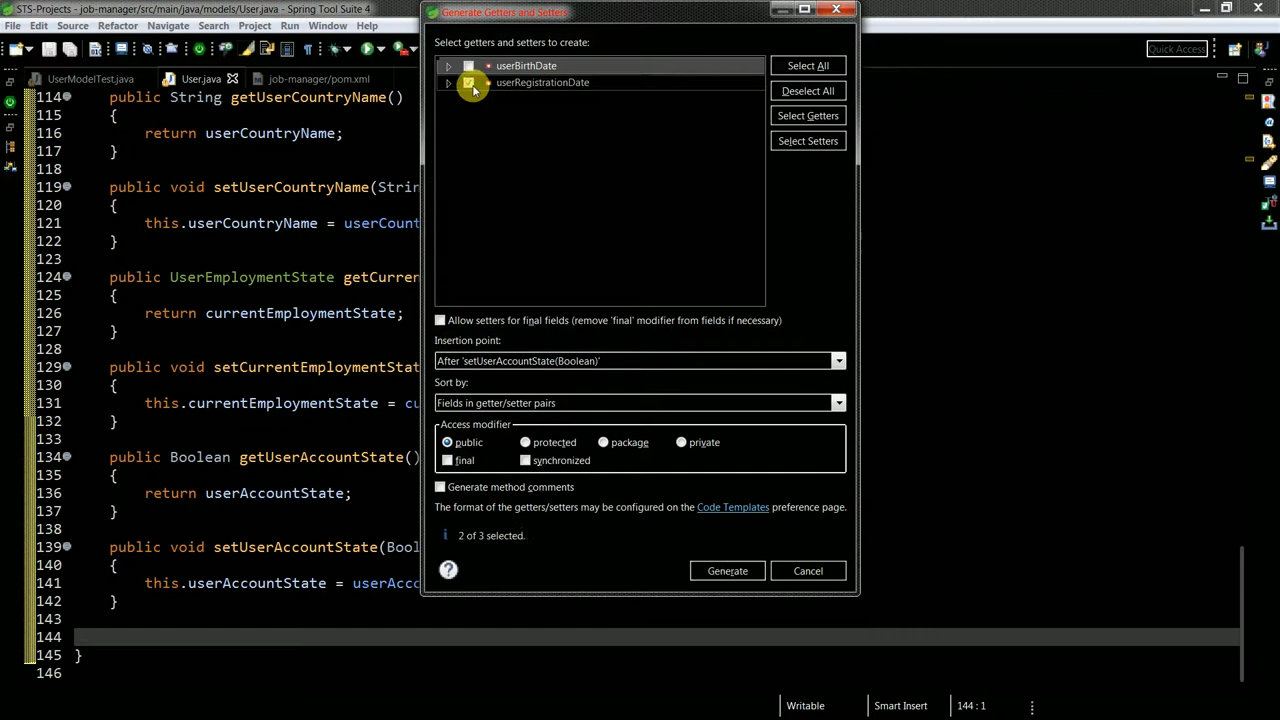 STS-Projects - job-manager/src/main/java/models/User.java - Spring Tool Suite 4
File Edit Source Refactor Navigate Search Project Run Window Help
Quick Access
UserModelTest.java User.java job-manager/pom.xml
114 public String getUserCountryName()
115 {
116 return userCountryName;
117 }
118
119 public void setUserCountryName(Strin
120 {
121 this.userCountryName = userCount
122 }
123
124 public UserEmploymentState getCurren
125 {
126 return currentEmploymentState;
127 }
128
129 public void setCurrentEmploymentStat
130 {
131 this.currentEmploymentState = cu
132 }
133
134 public Boolean getUserAccountState()
135 {
136 return userAccountState;
137 }
138
139 public void setUserAccountState(Bool
140 {
141 this.userAccountState = userAcco
142 }
143
144
145 }
146
Generate Getters and Setters
Select getters and setters to create:
userBirthDate
userRegistrationDate
Select All
Deselect All
Select Getters
Select Setters
Allow setters for final fields (remove 'final' modifier from fields if necessary)
Insertion point:
After 'setUserAccountState(Boolean)'
Sort by:
Fields in getter/setter pairs
Access modifier
public protected package private
final synchronized
Generate method comments
The format of the getters/setters may be configured on the Code Templates preference page.
2 of 3 selected.
Generate Cancel
Writable Smart Insert 144 : 1